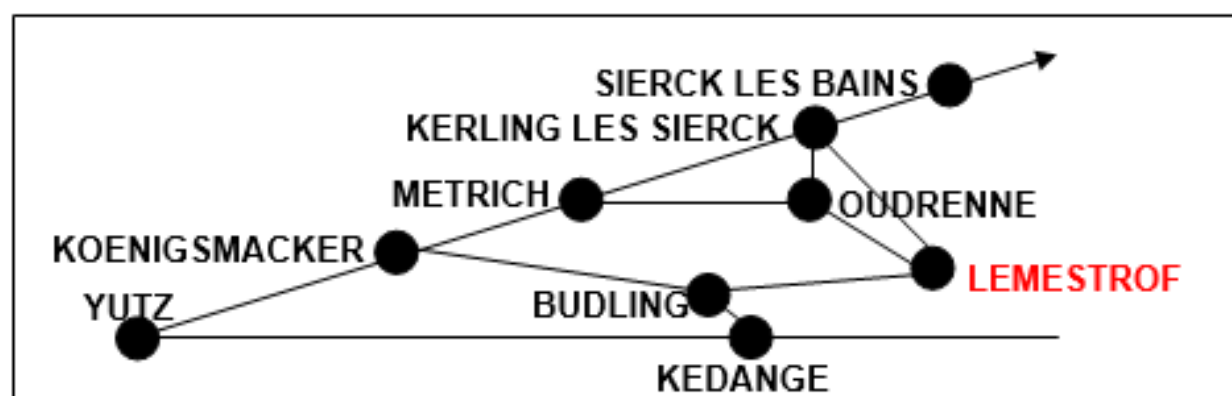 SIERCK LES BAINS
KERLING LES SIERCK
METRICH
OUDRENNE
KOENIGSMACKER
LEMESTROF
YUTZ
BUDLING
KEDANGE